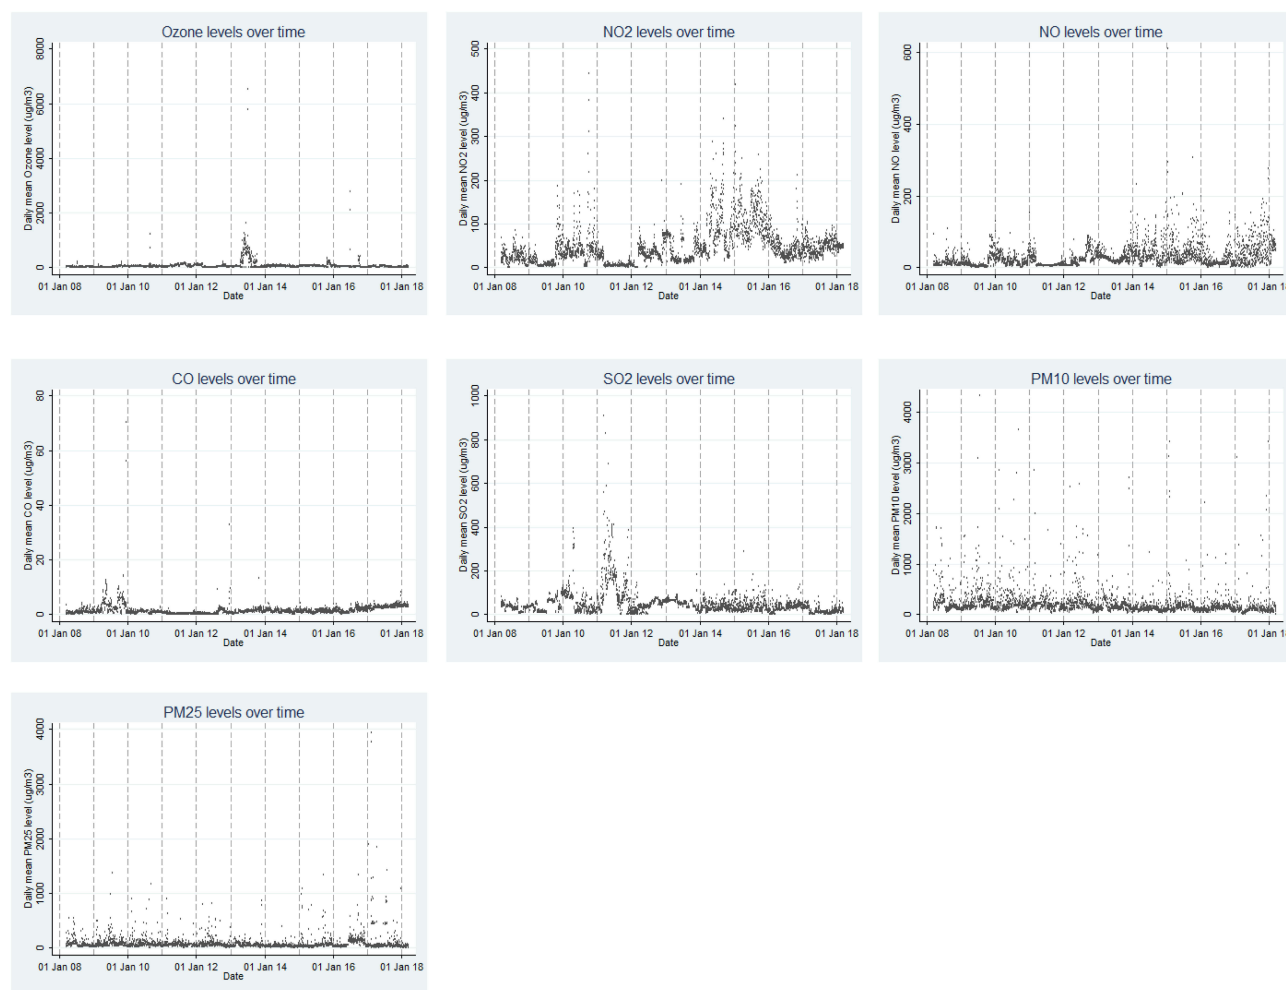 Ozone levels over time
Daily mean Ozone level (ug/m3)
8000
6000
4000
2000
0
01 Jan 08 01 Jan 10 01 Jan 12 01 Jan 14 01 Jan 16 01 Jan 18
Date
NO2 levels over time
Daily mean NO2 level (ug/m3)
500
400
300
200
100
0
01 Jan 08 01 Jan 10 01 Jan 12 01 Jan 14 01 Jan 16 01 Jan 18
Date
NO levels over time
Daily mean NO level (ug/m3)
600
400
200
0
01 Jan 08 01 Jan 10 01 Jan 12 01 Jan 14 01 Jan 16 01 Jan 18
Date
CO levels over time
Daily mean CO level (ug/m3)
80
60
40
20
0
01 Jan 08 01 Jan 10 01 Jan 12 01 Jan 14 01 Jan 16 01 Jan 18
Date
SO2 levels over time
Daily mean SO2 level (ug/m3)
1000
800
600
400
200
0
01 Jan 08 01 Jan 10 01 Jan 12 01 Jan 14 01 Jan 16 01 Jan 18
Date
PM10 levels over time
Daily mean PM10 level (ug/m3)
4000
3000
2000
1000
0
01 Jan 08 01 Jan 10 01 Jan 12 01 Jan 14 01 Jan 16 01 Jan 18
Date
PM25 levels over time
Daily mean PM25 level (ug/m3)
4000
3000
2000
1000
0
01 Jan 08 01 Jan 10 01 Jan 12 01 Jan 14 01 Jan 16 01 Jan 18
Date